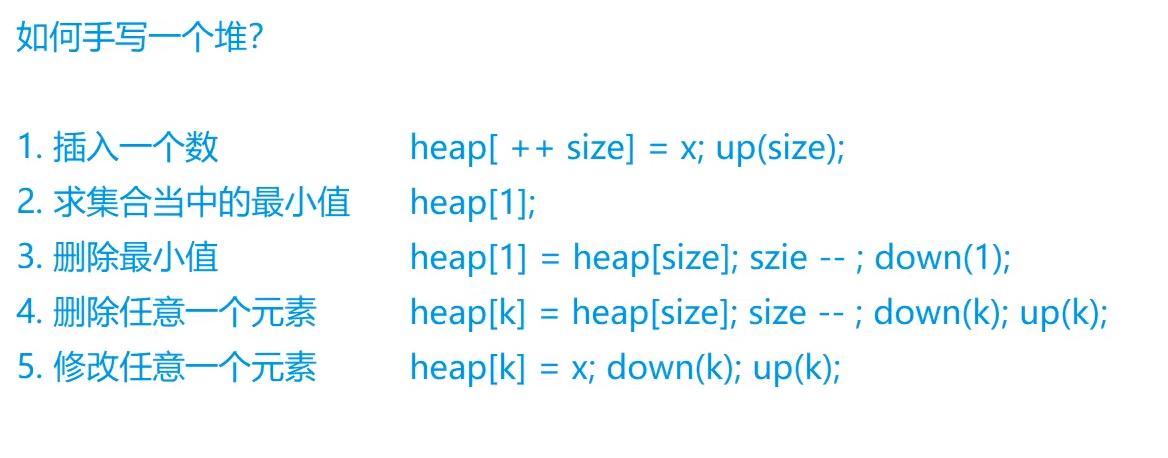 如何手写一个堆？
1. 插入一个数 heap[ ++ size] = x; up(size);
2. 求集合当中的最小值 heap[1];
3. 删除最小值 heap[1] = heap[size]; szie -- ; down(1);
4. 删除任意一个元素 heap[k] = heap[size]; size -- ; down(k); up(k);
5. 修改任意一个元素 heap[k] = x; down(k); up(k);